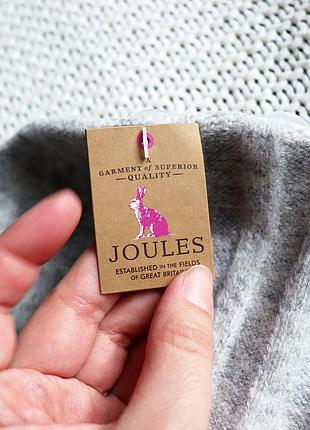 GARMENT of SUPERIOR
QUALITY
JOULES
ESTABLISHED IN THE FIELDS
OF GREAT BRITAIN